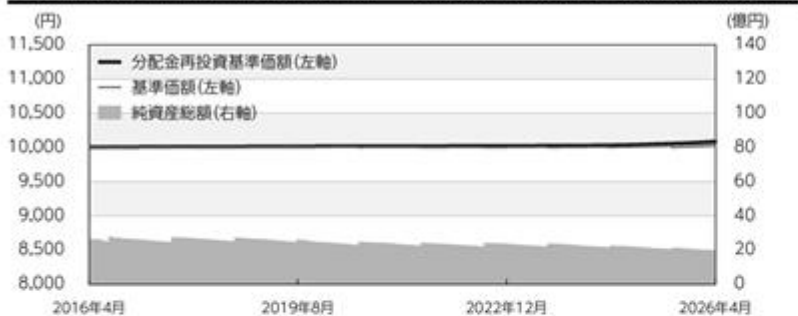 (円)
(億円)
11,500
140
分配金再投資基準価額(左軸)
11,000
120
基準価額(左軸)
10,500
100
純資産総額(右軸)
10,000
80
9,500
60
9,000
40
8,500
20
8,000
0
2016年4月
2019年8月
2022年12月
2026年4月